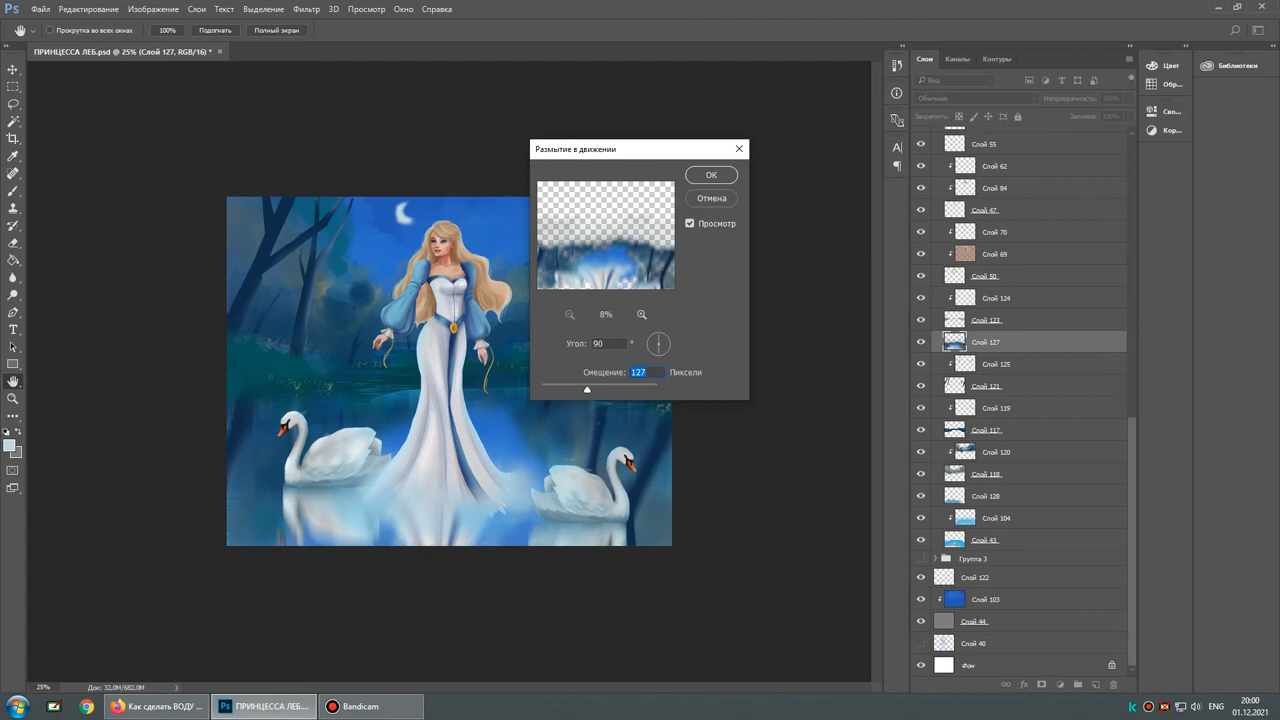 Ps Файл Редактирование Изображение Слои Текст Выделение Фильтр 3D Просмотр Окно Справка
Прокрутка во всех окнах 100% Подогнать Полный экран
ПРИНЦЕССА ЛЕБ.psd @ 25% (Слой 127, RGB/16) * ×
Слои Каналы Контуры
Цвет
Библиотеки
Вид
Обр...
Обычные Непрозрачность: 100%
Сво...
Закрепить: Заливка: 100%
Кор...
Размытие в движении
ОК
Отмена
Просмотр
8%
Угол: 90 °
Смещение: 127 Пиксели
Слой 55
Слой 62
Слой 84
Слой 47
Слой 70
Слой 69
Слой 50
Слой 124
Слой 123
Слой 127
Слой 125
Слой 121
Слой 119
Слой 117
Слой 120
Слой 118
Слой 128
Слой 104
Слой 43
Группа 3
Слой 122
Слой 103
Слой 44
Слой 40
Фон
25% Док: 32,0M/682,0M
Как сделать ВОДУ ...
Ps ПРИНЦЕССА ЛЕБ....
Bandicam
ENG
20:00
01.12.2021